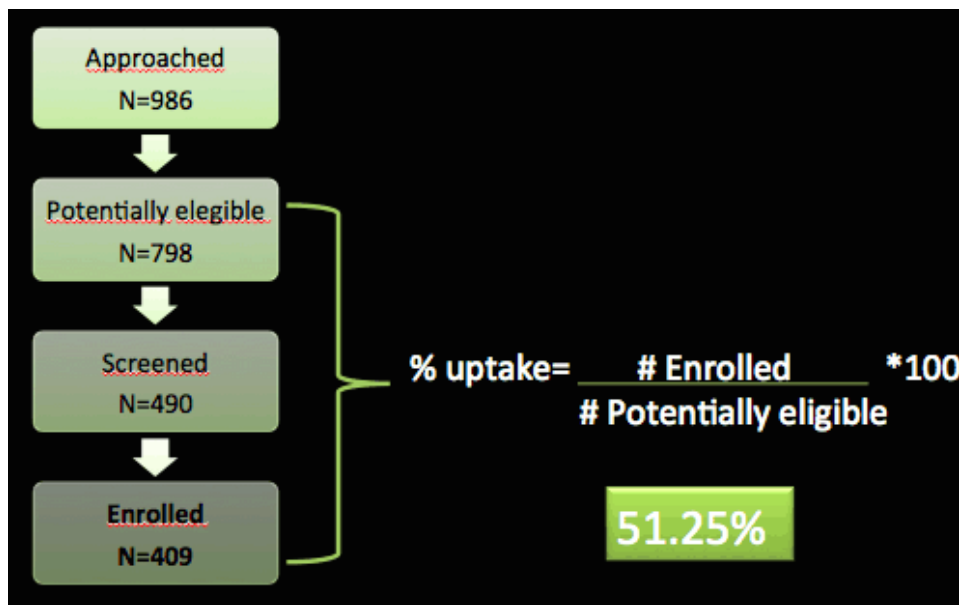 Approached
N=986
Potentially elegible
N=798
Screened
N=490
Enrolled
N=409
% uptake= # Enrolled *100
# Potentially eligible
51.25%